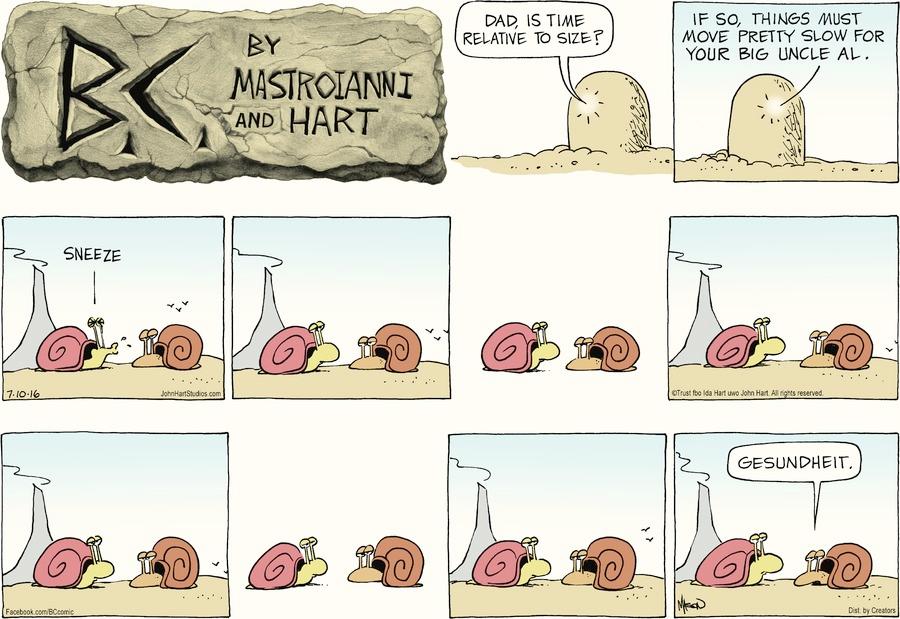 B.C.
BY
MASTROIANNI
AND HART
DAD, IS TIME
RELATIVE TO SIZE?
IF SO, THINGS MUST
MOVE PRETTY SLOW FOR
YOUR BIG UNCLE AL.
SNEEZE
7.10.16
JohnHartStudios.com
©Trust fbo Ida Hart uwo John Hart. All rights reserved.
Facebook.com/BCcomic
GESUNDHEIT.
MASON
Dist. by Creators